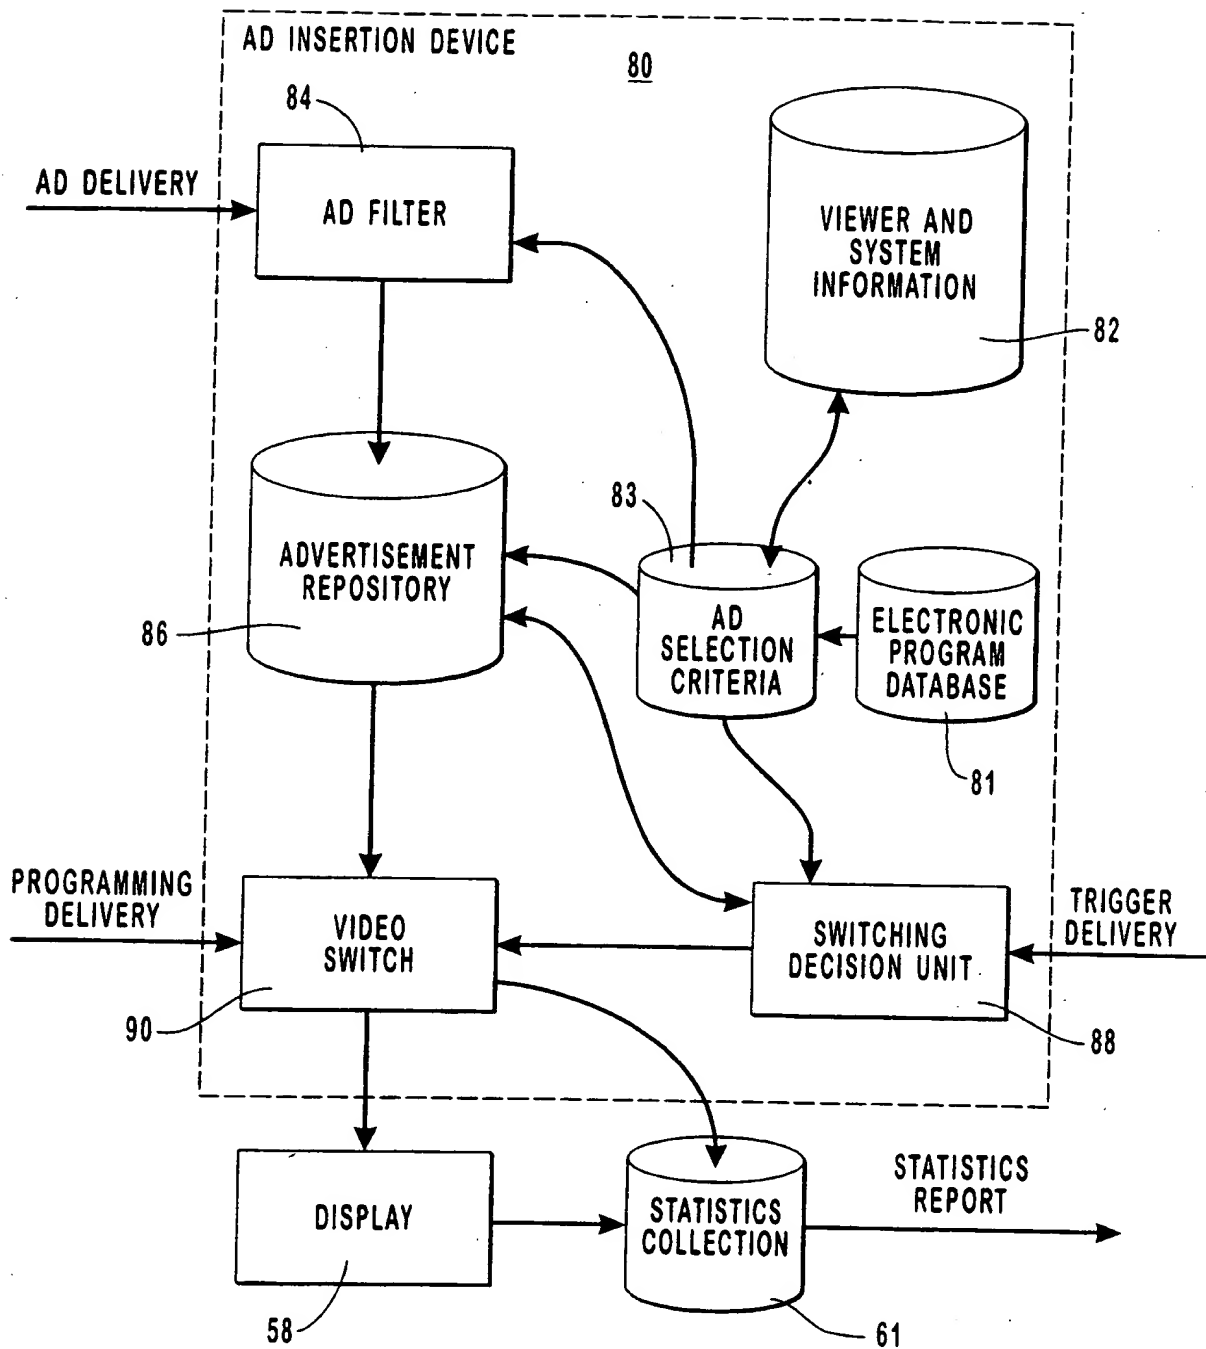 AD INSERTION DEVICE
80
84
AD DELIVERY
AD FILTER
VIEWER AND
SYSTEM
INFORMATION
82
83
ADVERTISEMENT
REPOSITORY
86
AD
SELECTION
CRITERIA
ELECTRONIC
PROGRAM
DATABASE
81
PROGRAMMING
DELIVERY
VIDEO
SWITCH
90
SWITCHING
DECISION UNIT
88
TRIGGER
DELIVERY
DISPLAY
58
STATISTICS
COLLECTION
61
STATISTICS
REPORT